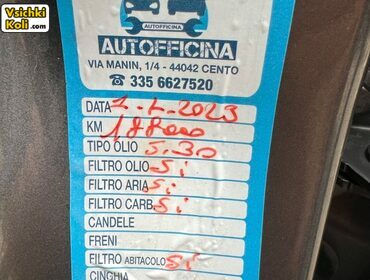 Vsichki
Koli.com
AUTOFFICINA
AUTOFFICINA
VIA MANIN, 1/4 - 44042 CENTO
☎ 335 6627520
DATA 1-2-2023
KM 188000
TIPO OLIO 5.30
FILTRO OLIO Si
FILTRO ARIA Si
FILTRO CARB Si
CANDELE
FRENI
FILTRO ABITACOLO Si
CINGHIA